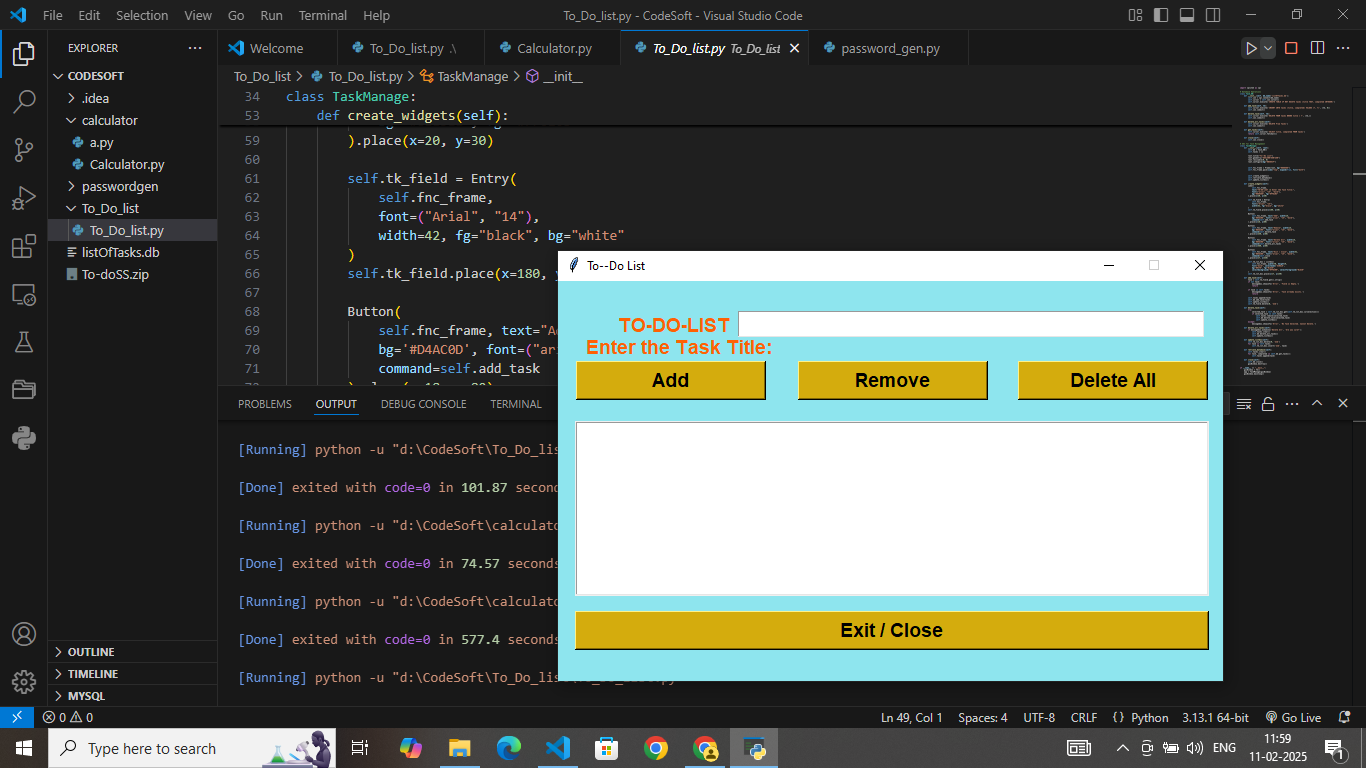 File Edit Selection View Go Run Terminal Help
To_Do_list.py - CodeSoft - Visual Studio Code
EXPLORER
CODESOFT
.idea
calculator
a.py
Calculator.py
passwordgen
To_Do_list
To_Do_list.py
listOfTasks.db
To-doSS.zip
OUTLINE
TIMELINE
MYSQL
Welcome To_Do_list.py .\ Calculator.py To_Do_list.py To_Do_list password_gen.py
To_Do_list > To_Do_list.py > TaskManage > __init__
34 class TaskManage:
53 def create_widgets(self):
59 ).place(x=20, y=30)
60
61 self.tk_field = Entry(
62 self.fnc_frame,
63 font=("Arial", "14"),
64 width=42, fg="black", bg="white"
65 )
66 self.tk_field.place(x=180,
67
68 Button(
69 self.fnc_frame, text="A
70 bg='#D4AC0D', font=("ar
71 command=self.add_task
PROBLEMS OUTPUT DEBUG CONSOLE TERMINAL
[Running] python -u "d:\CodeSoft\To_Do_lis
[Done] exited with code=0 in 101.87 second
[Running] python -u "d:\CodeSoft\calculato
[Done] exited with code=0 in 74.57 seconds
[Running] python -u "d:\CodeSoft\calculato
[Done] exited with code=0 in 577.4 seconds
[Running] python -u "d:\CodeSoft\To_Do_lis
To--Do List
TO-DO-LIST
Enter the Task Title:
Add Remove Delete All
Exit / Close
0 0
Ln 49, Col 1 Spaces: 4 UTF-8 CRLF {} Python 3.13.1 64-bit Go Live
Type here to search
ENG
11:59
11-02-2025
1